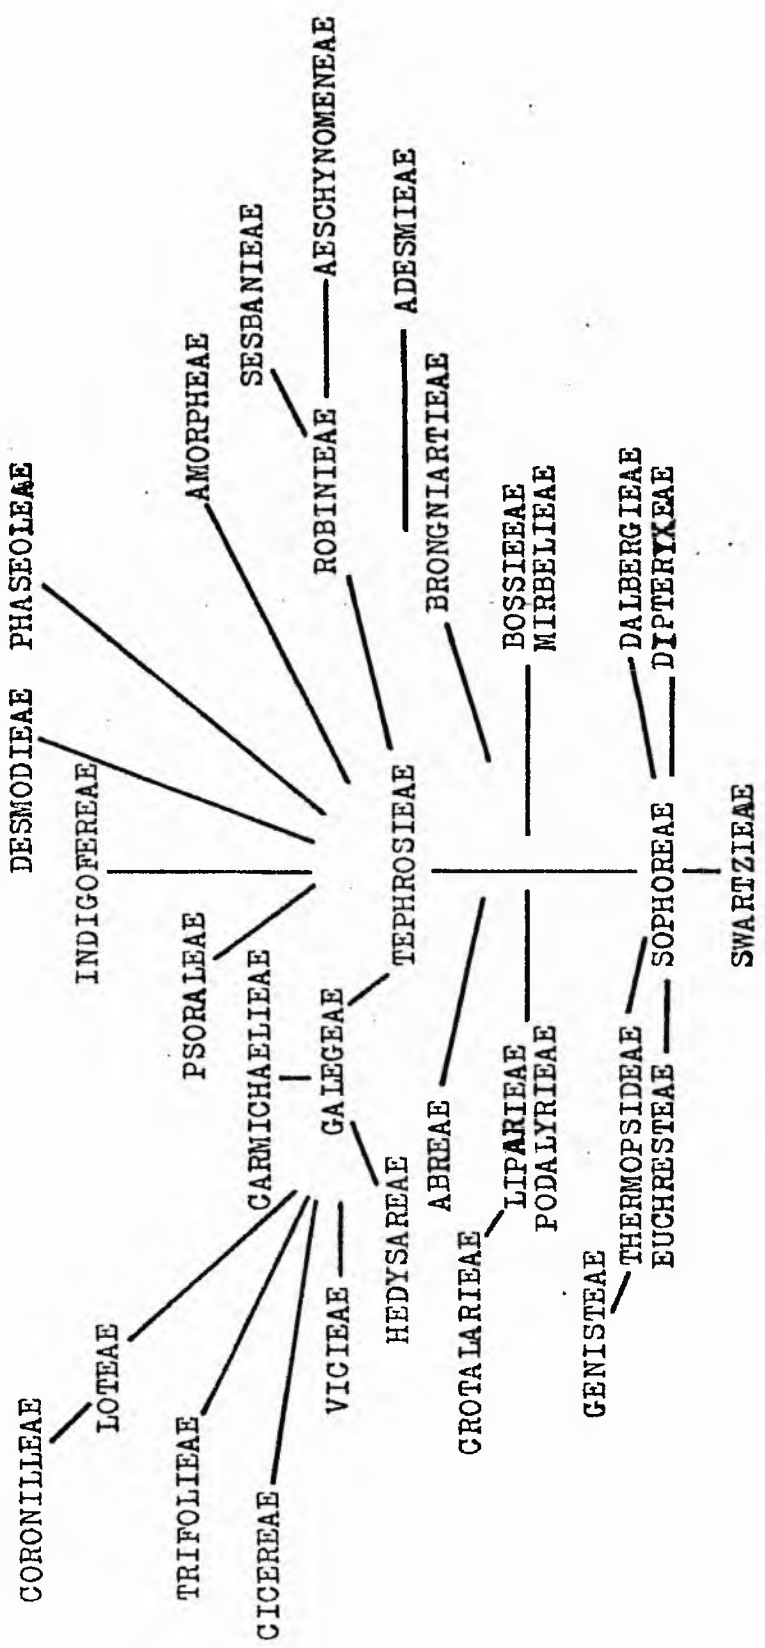 CORONILLEAE
DESMODIEAE
PHASEOLEAE
LOTEAE
INDIGOFEREAE
TRIFOLIEAE
PSORALEAE
AMORPHEAE
CICEREAE
CARMICHAELIEAE
SESBANIEAE
VICIEAE
GALEGEAE
ROBINIEAE
AESCHYNOMENEAE
HEDYSAREAE
TEPHROSIEAE
ADESMIEAE
ABREAE
BRONGNIARTIEAE
CROTALARIEAE
LIPARIEAE
PODALYRIEAE
BOSSIEEAE
MIRBELIEAE
GENISTEAE
THERMOPSIDEAE
EUCHRESTEAE
SOPHOREAE
DALBERGIEAE
DIPTERYXEAE
SWARTZIEAE